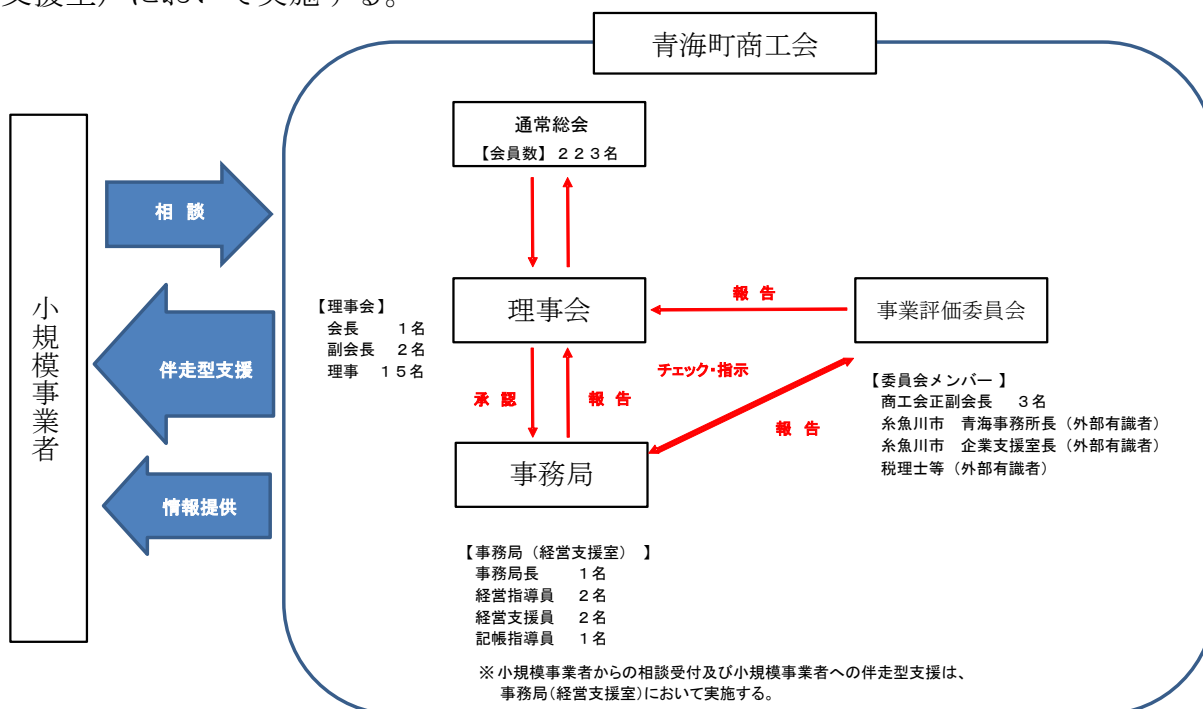 支援室）において実施する。
青海町商工会
通常総会
【会員数】２２３名
相 談
小規模事業者
伴走型支援
情報提供
【理事会】
会長　　１名
副会長　２名
理事　１５名
理事会
報 告
事業評価委員会
チェック・指示
承 認
報 告
報 告
【委員会メンバー 】
商工会正副会長　３名
糸魚川市　青海事務所長（外部有識者）
糸魚川市　企業支援室長（外部有識者）
税理士等（外部有識者）
事務局
【事務局（経営支援室） 】
事務局長　　１名
経営指導員　２名
経営支援員　２名
記帳指導員　１名
※小規模事業者からの相談受付及び小規模事業者への伴走型支援は、
事務局（経営支援室）において実施する。